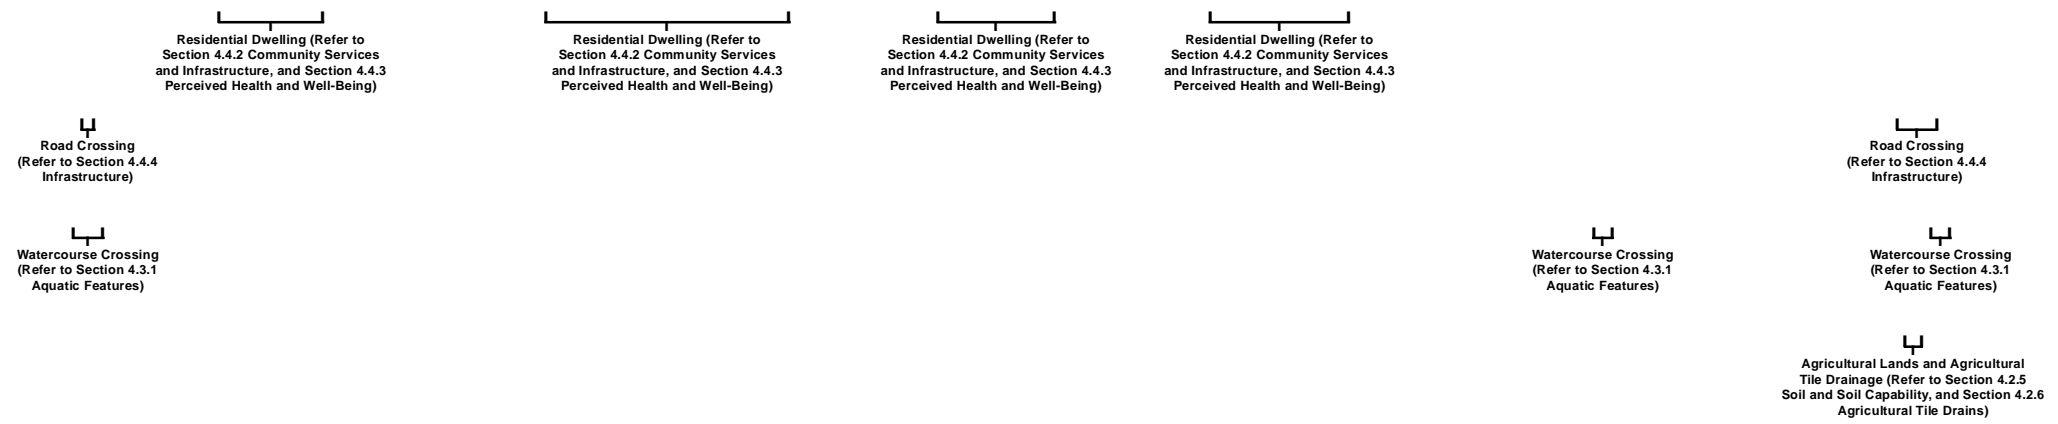 Residential Dwelling (Refer to
Section 4.4.2 Community Services
and Infrastructure, and Section 4.4.3
Perceived Health and Well-Being)
Residential Dwelling (Refer to
Section 4.4.2 Community Services
and Infrastructure, and Section 4.4.3
Perceived Health and Well-Being)
Residential Dwelling (Refer to
Section 4.4.2 Community Services
and Infrastructure, and Section 4.4.3
Perceived Health and Well-Being)
Residential Dwelling (Refer to
Section 4.4.2 Community Services
and Infrastructure, and Section 4.4.3
Perceived Health and Well-Being)
Road Crossing
(Refer to Section 4.4.4
Infrastructure)
Road Crossing
(Refer to Section 4.4.4
Infrastructure)
Watercourse Crossing
(Refer to Section 4.3.1
Aquatic Features)
Watercourse Crossing
(Refer to Section 4.3.1
Aquatic Features)
Watercourse Crossing
(Refer to Section 4.3.1
Aquatic Features)
Agricultural Lands and Agricultural
Tile Drainage (Refer to Section 4.2.5
Soil and Soil Capability, and Section 4.2.6
Agricultural Tile Drains)